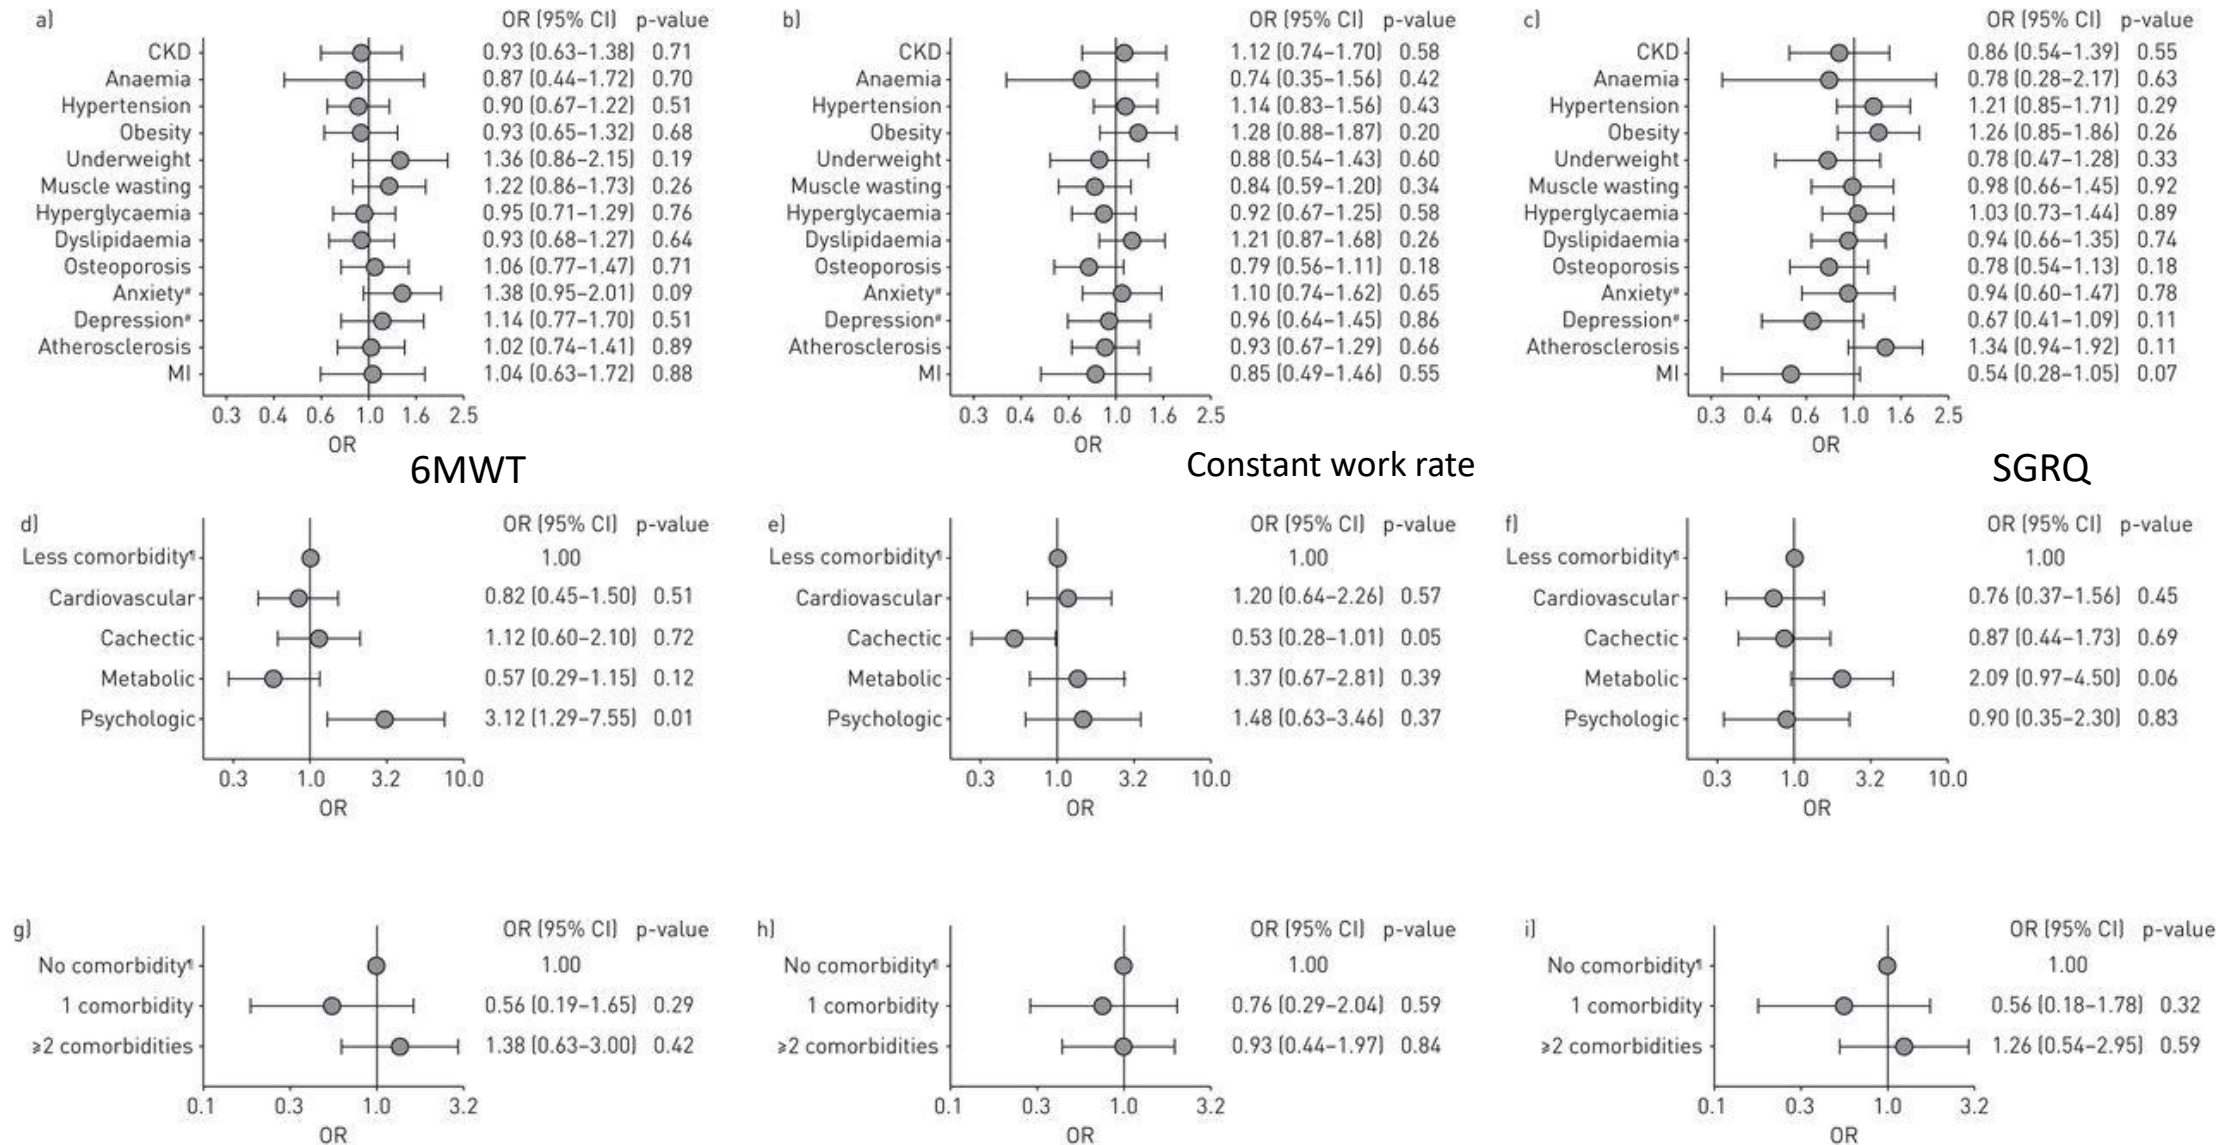 a) OR (95% CI) p-value
CKD 0.93 (0.63–1.38) 0.71
Anaemia 0.87 (0.44–1.72) 0.70
Hypertension 0.90 (0.67–1.22) 0.51
Obesity 0.93 (0.65–1.32) 0.68
Underweight 1.36 (0.86–2.15) 0.19
Muscle wasting 1.22 (0.86–1.73) 0.26
Hyperglycaemia 0.95 (0.71–1.29) 0.76
Dyslipidaemia 0.93 (0.68–1.27) 0.64
Osteoporosis 1.06 (0.77–1.47) 0.71
Anxiety# 1.38 (0.95–2.01) 0.09
Depression# 1.14 (0.77–1.70) 0.51
Atherosclerosis 1.02 (0.74–1.41) 0.89
MI 1.04 (0.63–1.72) 0.88
0.3 0.4 0.6 1.0 1.6 2.5
OR
6MWT
b) OR (95% CI) p-value
CKD 1.12 (0.74–1.70) 0.58
Anaemia 0.74 (0.35–1.56) 0.42
Hypertension 1.14 (0.83–1.56) 0.43
Obesity 1.28 (0.88–1.87) 0.20
Underweight 0.88 (0.54–1.43) 0.60
Muscle wasting 0.84 (0.59–1.20) 0.34
Hyperglycaemia 0.92 (0.67–1.25) 0.58
Dyslipidaemia 1.21 (0.87–1.68) 0.26
Osteoporosis 0.79 (0.56–1.11) 0.18
Anxiety# 1.10 (0.74–1.62) 0.65
Depression# 0.96 (0.64–1.45) 0.86
Atherosclerosis 0.93 (0.67–1.29) 0.66
MI 0.85 (0.49–1.46) 0.55
0.3 0.4 0.6 1.0 1.6 2.5
OR
Constant work rate
c) OR (95% CI) p-value
CKD 0.86 (0.54–1.39) 0.55
Anaemia 0.78 (0.28–2.17) 0.63
Hypertension 1.21 (0.85–1.71) 0.29
Obesity 1.26 (0.85–1.86) 0.26
Underweight 0.78 (0.47–1.28) 0.33
Muscle wasting 0.98 (0.66–1.45) 0.92
Hyperglycaemia 1.03 (0.73–1.44) 0.89
Dyslipidaemia 0.94 (0.66–1.35) 0.74
Osteoporosis 0.78 (0.54–1.13) 0.18
Anxiety# 0.94 (0.60–1.47) 0.78
Depression# 0.67 (0.41–1.09) 0.11
Atherosclerosis 1.34 (0.94–1.92) 0.11
MI 0.54 (0.28–1.05) 0.07
0.3 0.4 0.6 1.0 1.6 2.5
OR
SGRQ
d) OR (95% CI) p-value
Less comorbidity¶ 1.00
Cardiovascular 0.82 (0.45–1.50) 0.51
Cachectic 1.12 (0.60–2.10) 0.72
Metabolic 0.57 (0.29–1.15) 0.12
Psychologic 3.12 (1.29–7.55) 0.01
0.3 1.0 3.2 10.0
OR
e) OR (95% CI) p-value
Less comorbidity¶ 1.00
Cardiovascular 1.20 (0.64–2.26) 0.57
Cachectic 0.53 (0.28–1.01) 0.05
Metabolic 1.37 (0.67–2.81) 0.39
Psychologic 1.48 (0.63–3.46) 0.37
0.3 1.0 3.2 10.0
OR
f) OR (95% CI) p-value
Less comorbidity¶ 1.00
Cardiovascular 0.76 (0.37–1.56) 0.45
Cachectic 0.87 (0.44–1.73) 0.69
Metabolic 2.09 (0.97–4.50) 0.06
Psychologic 0.90 (0.35–2.30) 0.83
0.3 1.0 3.2 10.0
OR
g) OR (95% CI) p-value
No comorbidity¶ 1.00
1 comorbidity 0.56 (0.19–1.65) 0.29
≥2 comorbidities 1.38 (0.63–3.00) 0.42
0.1 0.3 1.0 3.2
OR
h) OR (95% CI) p-value
No comorbidity¶ 1.00
1 comorbidity 0.76 (0.29–2.04) 0.59
≥2 comorbidities 0.93 (0.44–1.97) 0.84
0.1 0.3 1.0 3.2
OR
i) OR (95% CI) p-value
No comorbidity¶ 1.00
1 comorbidity 0.56 (0.18–1.78) 0.32
≥2 comorbidities 1.26 (0.54–2.95) 0.59
0.1 0.3 1.0 3.2
OR